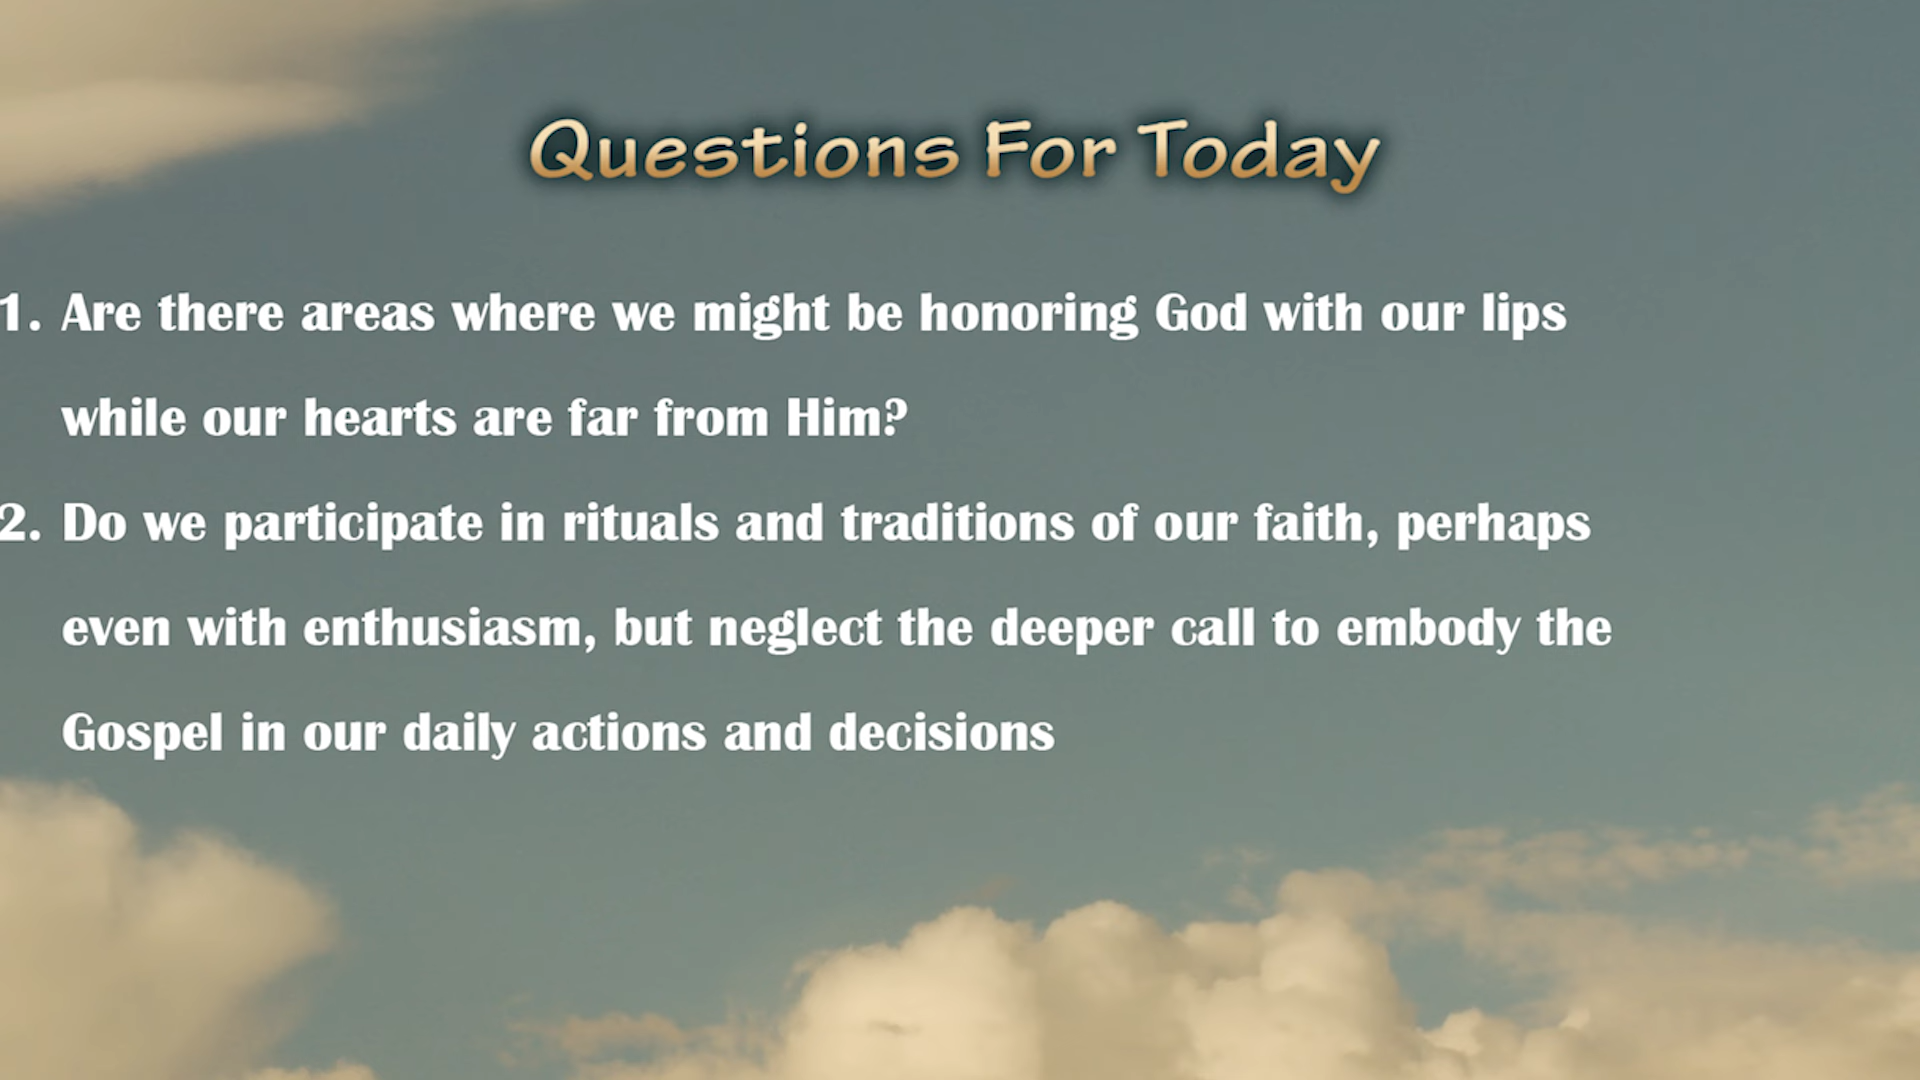 Questions For Today
1. Are there areas where we might be honoring God with our lips
while our hearts are far from Him?
2. Do we participate in rituals and traditions of our faith, perhaps
even with enthusiasm, but neglect the deeper call to embody the
Gospel in our daily actions and decisions